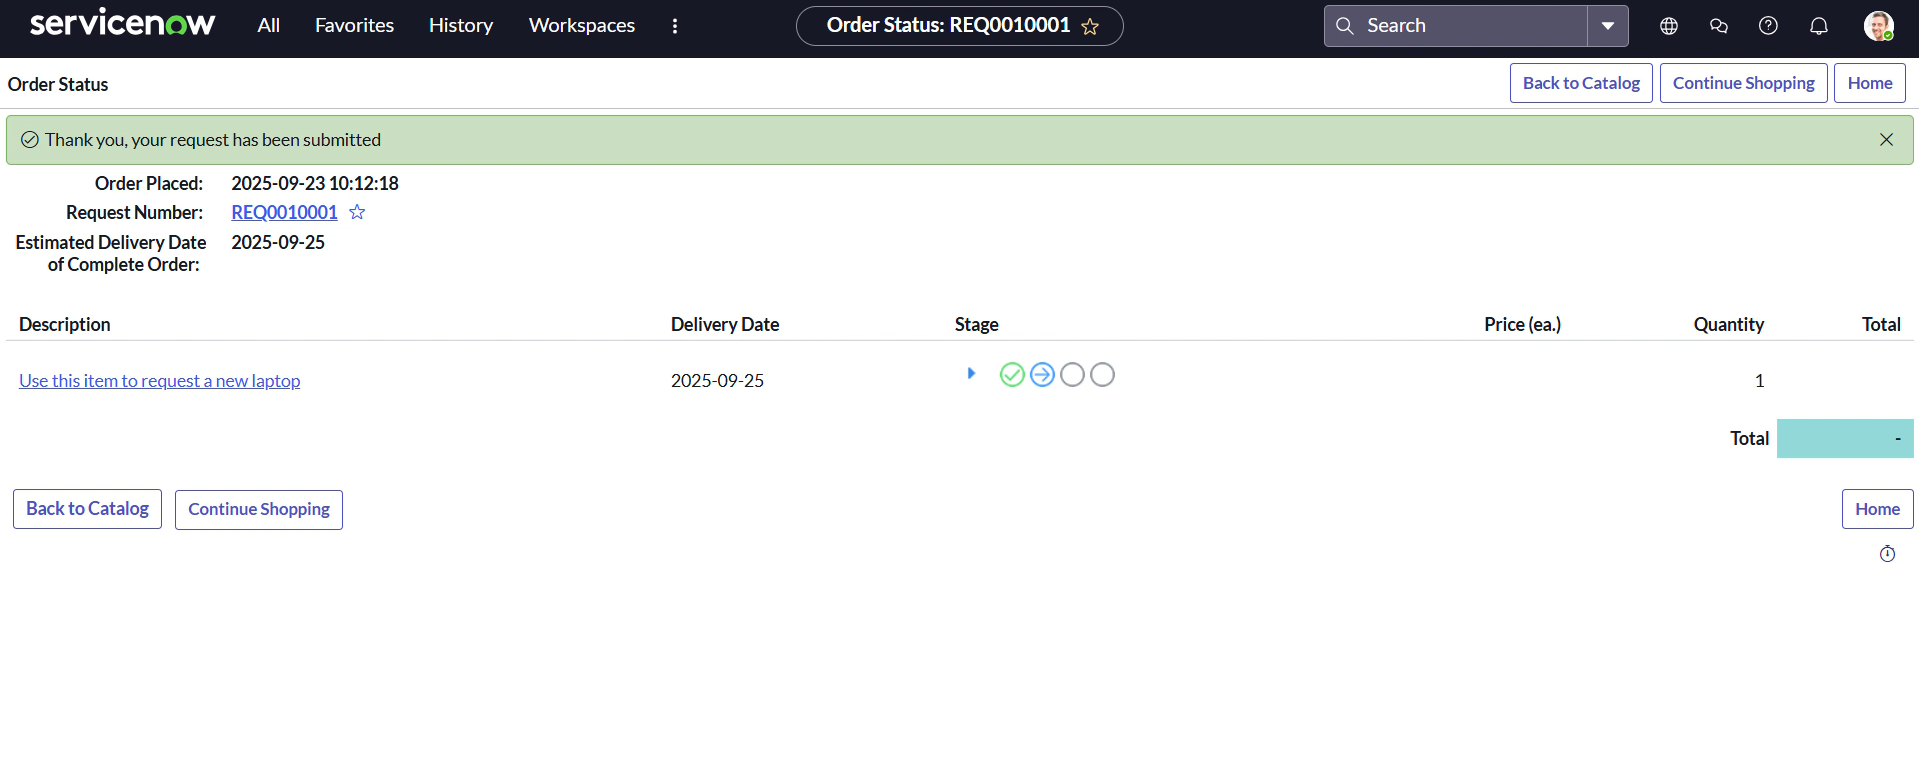 servicenow All Favorites History Workspaces Order Status: REQ0010001 Search
Order Status Back to Catalog Continue Shopping Home
Thank you, your request has been submitted
Order Placed: 2025-09-23 10:12:18
Request Number: REQ0010001
Estimated Delivery Date 2025-09-25
of Complete Order:
Description Delivery Date Stage Price (ea.) Quantity Total
Use this item to request a new laptop 2025-09-25 1
Total -
Back to Catalog Continue Shopping Home